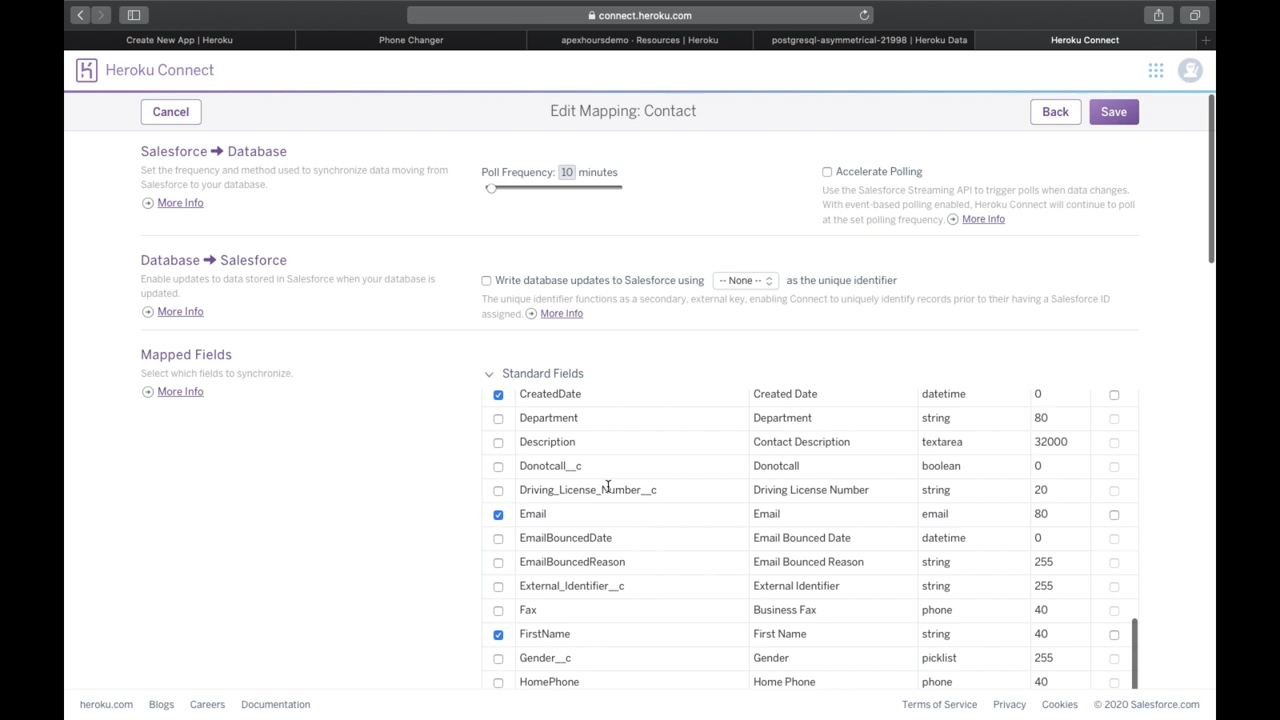 connect.heroku.com
Create New App | Heroku
Phone Changer
apexhoursdemo · Resources | Heroku
postgresql-asymmetrical-21998 | Heroku Data
Heroku Connect
Heroku Connect
Cancel
Edit Mapping: Contact
Back
Save
Salesforce → Database
Set the frequency and method used to synchronize data moving from
Salesforce to your database.
More Info
Poll Frequency: 10 minutes
Accelerate Polling
Use the Salesforce Streaming API to trigger polls when data changes.
With event-based polling enabled, Heroku Connect will continue to poll
at the set polling frequency. More Info
Database → Salesforce
Enable updates to data stored in Salesforce when your database is
updated.
More Info
Write database updates to Salesforce using -- None -- as the unique identifier
The unique identifier functions as a secondary, external key, enabling Connect to uniquely identify records prior to their having a Salesforce ID
assigned. More Info
Mapped Fields
Select which fields to synchronize.
More Info
Standard Fields
CreatedDate Created Date datetime 0
Department Department string 80
Description Contact Description textarea 32000
Donotcall__c Donotcall boolean 0
Driving_License_Number__c Driving License Number string 20
Email Email email 80
EmailBouncedDate Email Bounced Date datetime 0
EmailBouncedReason Email Bounced Reason string 255
External_Identifier__c External Identifier string 255
Fax Business Fax phone 40
FirstName First Name string 40
Gender__c Gender picklist 255
HomePhone Home Phone phone 40
heroku.com Blogs Careers Documentation
Terms of Service Privacy Cookies © 2020 Salesforce.com